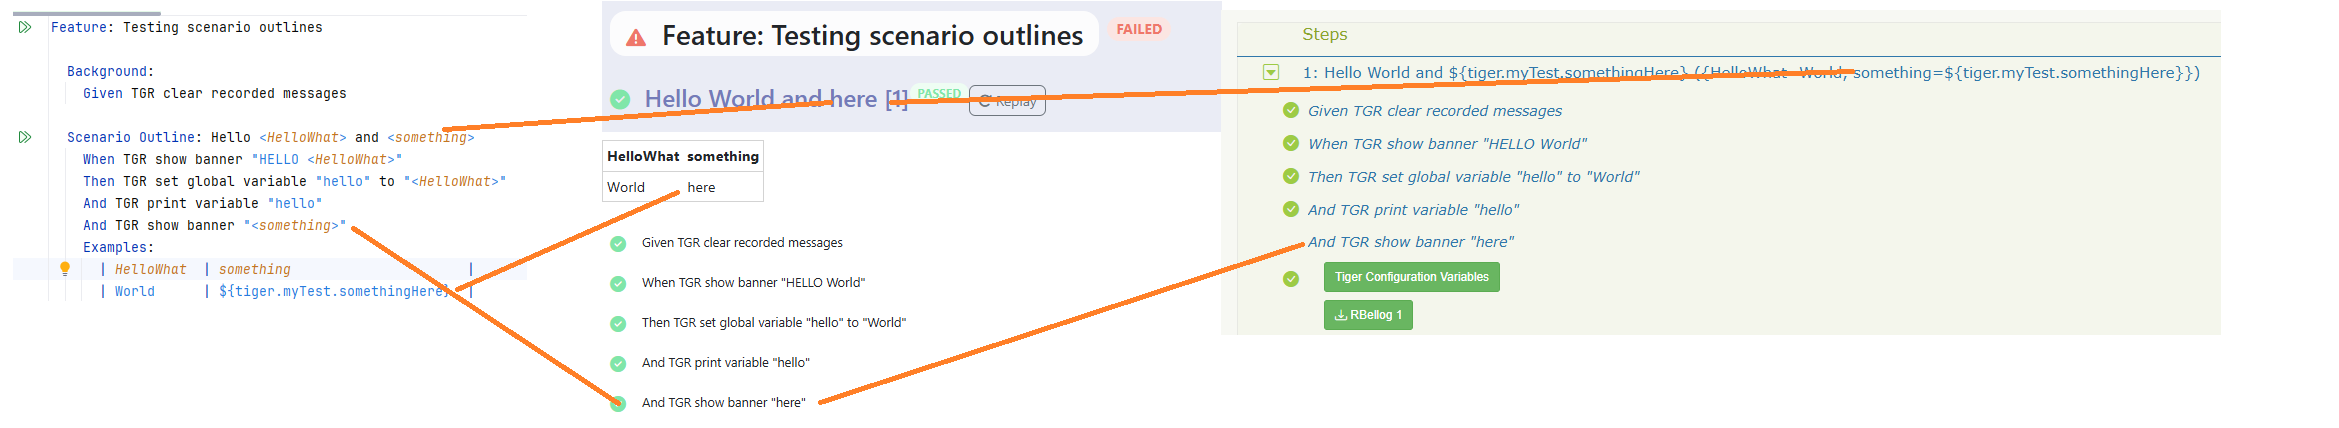 Feature: Testing scenario outlines
Background:
Given TGR clear recorded messages
Scenario Outline: Hello <HelloWhat> and <something>
When TGR show banner "HELLO <HelloWhat>"
Then TGR set global variable "hello" to "<HelloWhat>"
And TGR print variable "hello"
And TGR show banner "<something>"
Examples:
| HelloWhat | something |
| World | ${tiger.myTest.somethingHere} |
Feature: Testing scenario outlines
FAILED
Hello World and here [1]
PASSED
Replay
HelloWhat something
World here
Given TGR clear recorded messages
When TGR show banner "HELLO World"
Then TGR set global variable "hello" to "World"
And TGR print variable "hello"
And TGR show banner "here"
Steps
1: Hello World and ${tiger.myTest.somethingHere} ({HelloWhat=World, something=${tiger.myTest.somethingHere}})
Given TGR clear recorded messages
When TGR show banner "HELLO World"
Then TGR set global variable "hello" to "World"
And TGR print variable "hello"
And TGR show banner "here"
Tiger Configuration Variables
RBellog 1